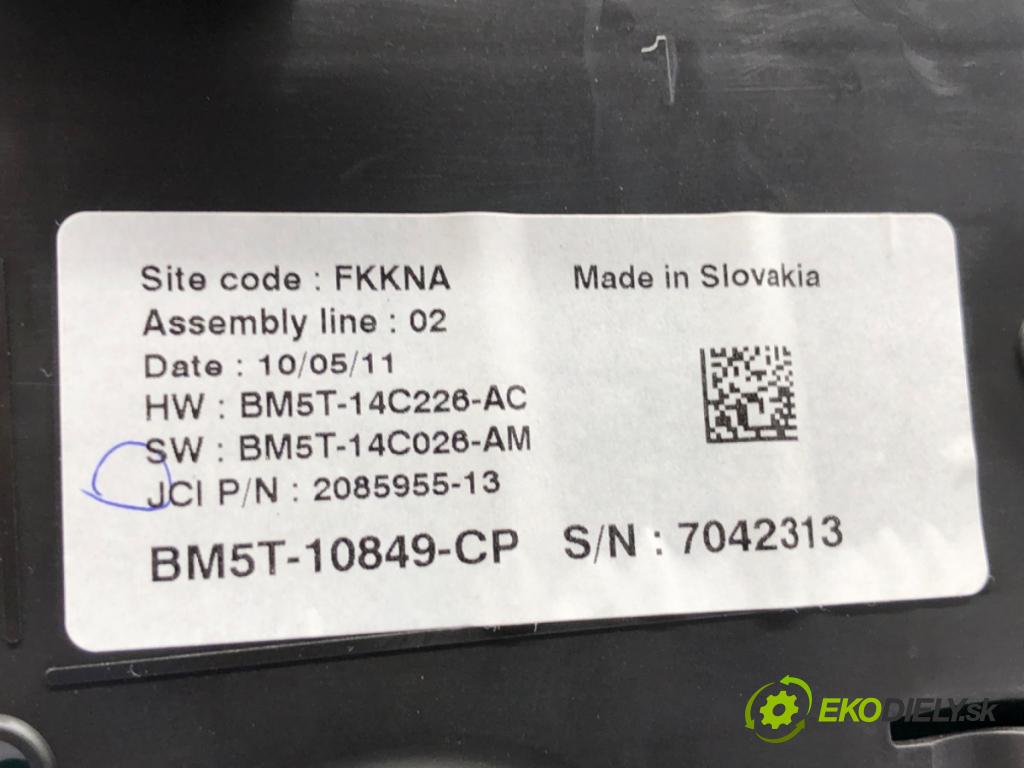 Site code : FKKNA
Made in Slovakia
Assembly line : 02
Date : 10/05/11
HW : BM5T-14C226-AC
SW : BM5T-14C026-AM
JCI P/N : 2085955-13
BM5T-10849-CP S/N : 7042313
EKODIELY.sk